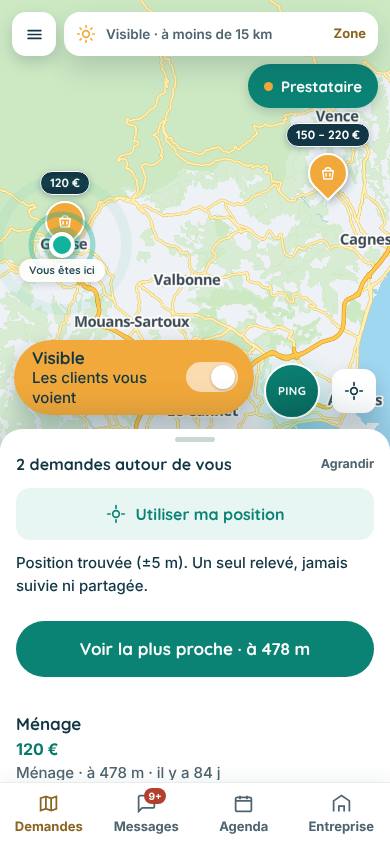 Visible · à moins de 15 km
Zone
Prestataire
Vence
150 – 220 €
120 €
Cagnes
Vous êtes ici
Valbonne
Mouans-Sartoux
Visible
Les clients vous
voient
PING
2 demandes autour de vous
Agrandir
Utiliser ma position
Position trouvée (±5 m). Un seul relevé, jamais
suivie ni partagée.
Voir la plus proche · à 478 m
Ménage
120 €
Ménage · à 478 m · il y a 84 j
9+
Demandes
Messages
Agenda
Entreprise